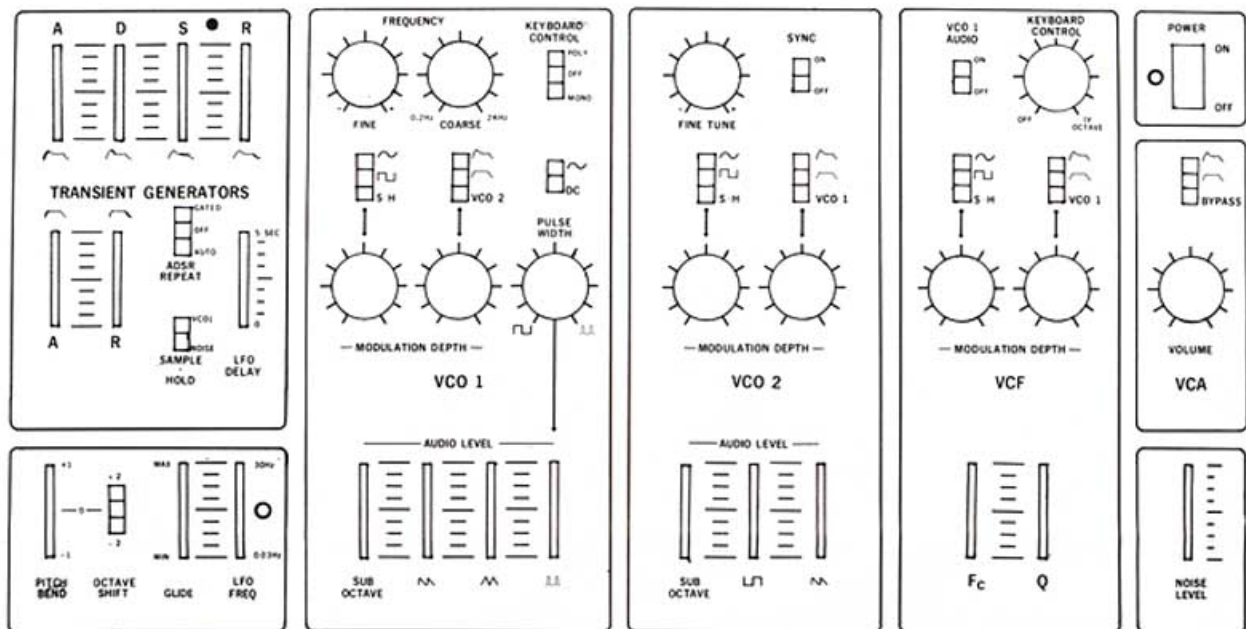 A D S R
TRANSIENT GENERATORS
GATED
OFF
AUTO
ADSR
REPEAT
5 SEC
0
A R
VCO1
NOISE
SAMPLE
HOLD
LFO
DELAY
+1
0
-1
PITCH
BEND
+2
-2
OCTAVE
SHIFT
MAX
MIN
GLIDE
30Hz
0.03Hz
LFO
FREQ
FREQUENCY
- +
FINE
0.2Hz 2KHz
COARSE
KEYBOARD
CONTROL
POLY
OFF
MONO
S H
VCO 2
DC
PULSE
WIDTH
MODULATION DEPTH
VCO 1
AUDIO LEVEL
SUB
OCTAVE
- +
FINE TUNE
SYNC
ON
OFF
S H
VCO 1
MODULATION DEPTH
VCO 2
AUDIO LEVEL
SUB
OCTAVE
VCO 1
AUDIO
ON
OFF
KEYBOARD
CONTROL
OFF
1V
OCTAVE
S H
VCO 1
MODULATION DEPTH
VCF
Fc Q
POWER
ON
OFF
BYPASS
VOLUME
VCA
NOISE
LEVEL